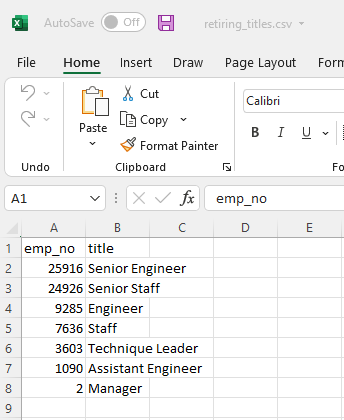 AutoSave Off retiring_titles.csv
File Home Insert Draw Page Layout Form
Cut
Copy
Format Painter
Paste
Calibri
B I U
Undo Clipboard
A1 fx emp_no
A B C D E
1 emp_no title
2 25916 Senior Engineer
3 24926 Senior Staff
4 9285 Engineer
5 7636 Staff
6 3603 Technique Leader
7 1090 Assistant Engineer
8 2 Manager
9